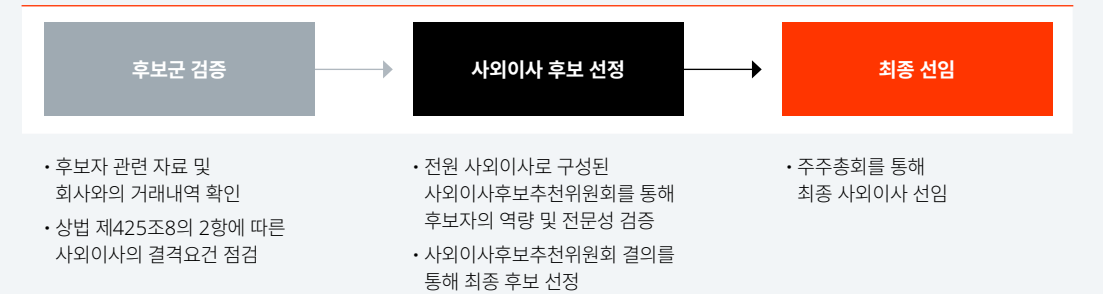 후보군 검증
사외이사 후보 선정
최종 선임
• 후보자 관련 자료 및
회사와의 거래내역 확인
• 상법 제425조8의 2항에 따른
사외이사의 결격요건 점검
• 전원 사외이사로 구성된
사외이사후보추천위원회를 통해
후보자의 역량 및 전문성 검증
• 사외이사후보추천위원회 결의를
통해 최종 후보 선정
• 주주총회를 통해
최종 사외이사 선임